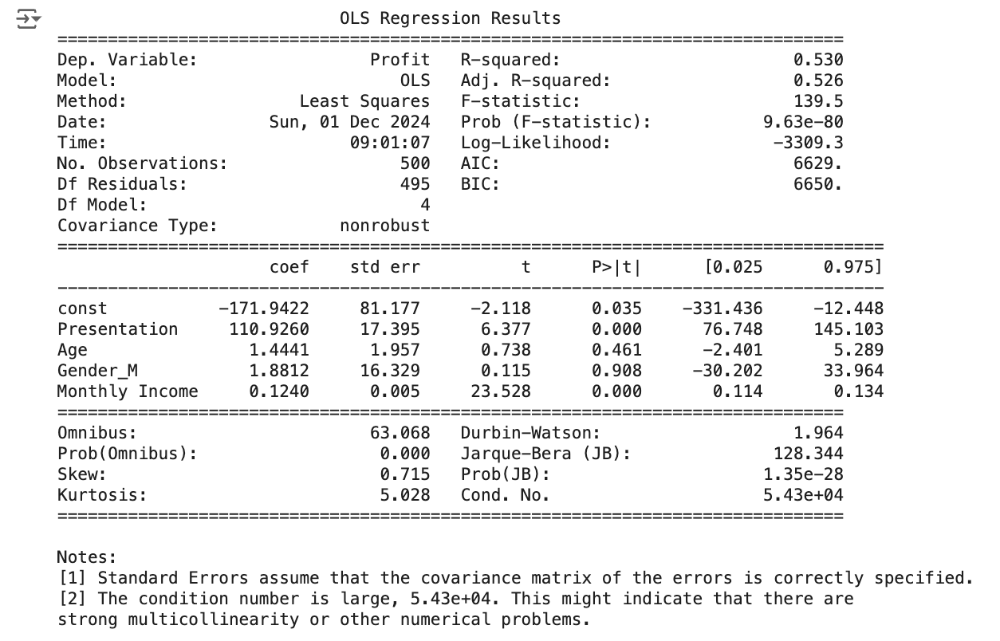 OLS Regression Results
==============================================================================
Dep. Variable:                 Profit   R-squared:                       0.530
Model:                            OLS   Adj. R-squared:                  0.526
Method:                 Least Squares   F-statistic:                     139.5
Date:                Sun, 01 Dec 2024   Prob (F-statistic):           9.63e-80
Time:                        09:01:07   Log-Likelihood:                -3309.3
No. Observations:                 500   AIC:                             6629.
Df Residuals:                     495   BIC:                             6650.
Df Model:                           4
Covariance Type:            nonrobust
==================================================================================
                     coef    std err          t      P>|t|      [0.025      0.975]
----------------------------------------------------------------------------------
const           -171.9422     81.177     -2.118      0.035    -331.436     -12.448
Presentation     110.9260     17.395      6.377      0.000      76.748     145.103
Age                1.4441      1.957      0.738      0.461      -2.401       5.289
Gender_M           1.8812     16.329      0.115      0.908     -30.202      33.964
Monthly Income     0.1240      0.005     23.528      0.000       0.114       0.134
==============================================================================
Omnibus:                       63.068   Durbin-Watson:                   1.964
Prob(Omnibus):                  0.000   Jarque-Bera (JB):              128.344
Skew:                           0.715   Prob(JB):                     1.35e-28
Kurtosis:                       5.028   Cond. No.                     5.43e+04
==============================================================================

Notes:
[1] Standard Errors assume that the covariance matrix of the errors is correctly specified.
[2] The condition number is large, 5.43e+04. This might indicate that there are
strong multicollinearity or other numerical problems.